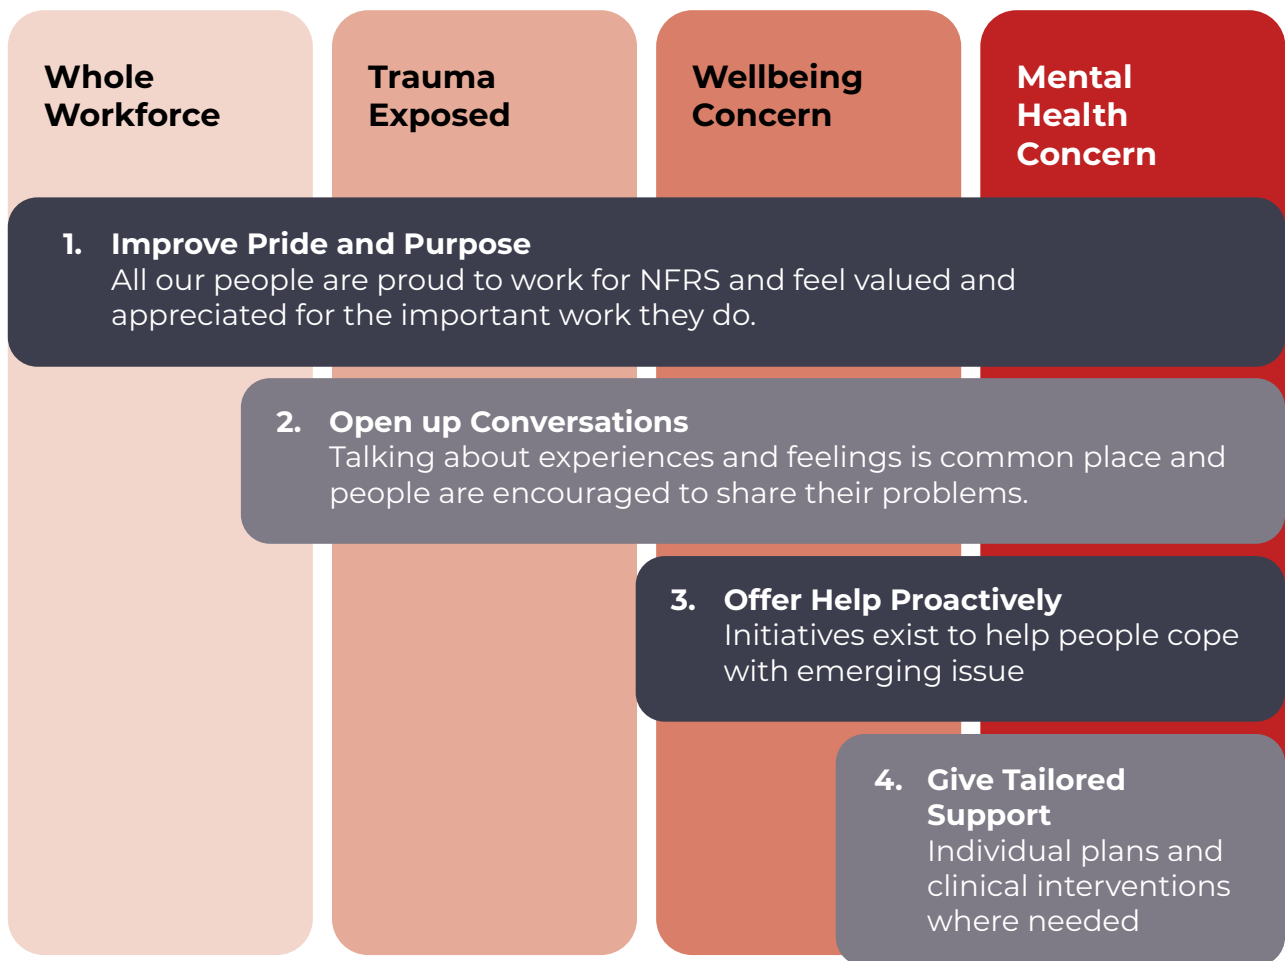 Whole
Workforce
Trauma
Exposed
Wellbeing
Concern
Mental
Health
Concern
1. Improve Pride and Purpose
All our people are proud to work for NFRS and feel valued and
appreciated for the important work they do.
2. Open up Conversations
Talking about experiences and feelings is common place and
people are encouraged to share their problems.
3. Offer Help Proactively
Initiatives exist to help people cope
with emerging issue
4. Give Tailored
Support
Individual plans and
clinical interventions
where needed